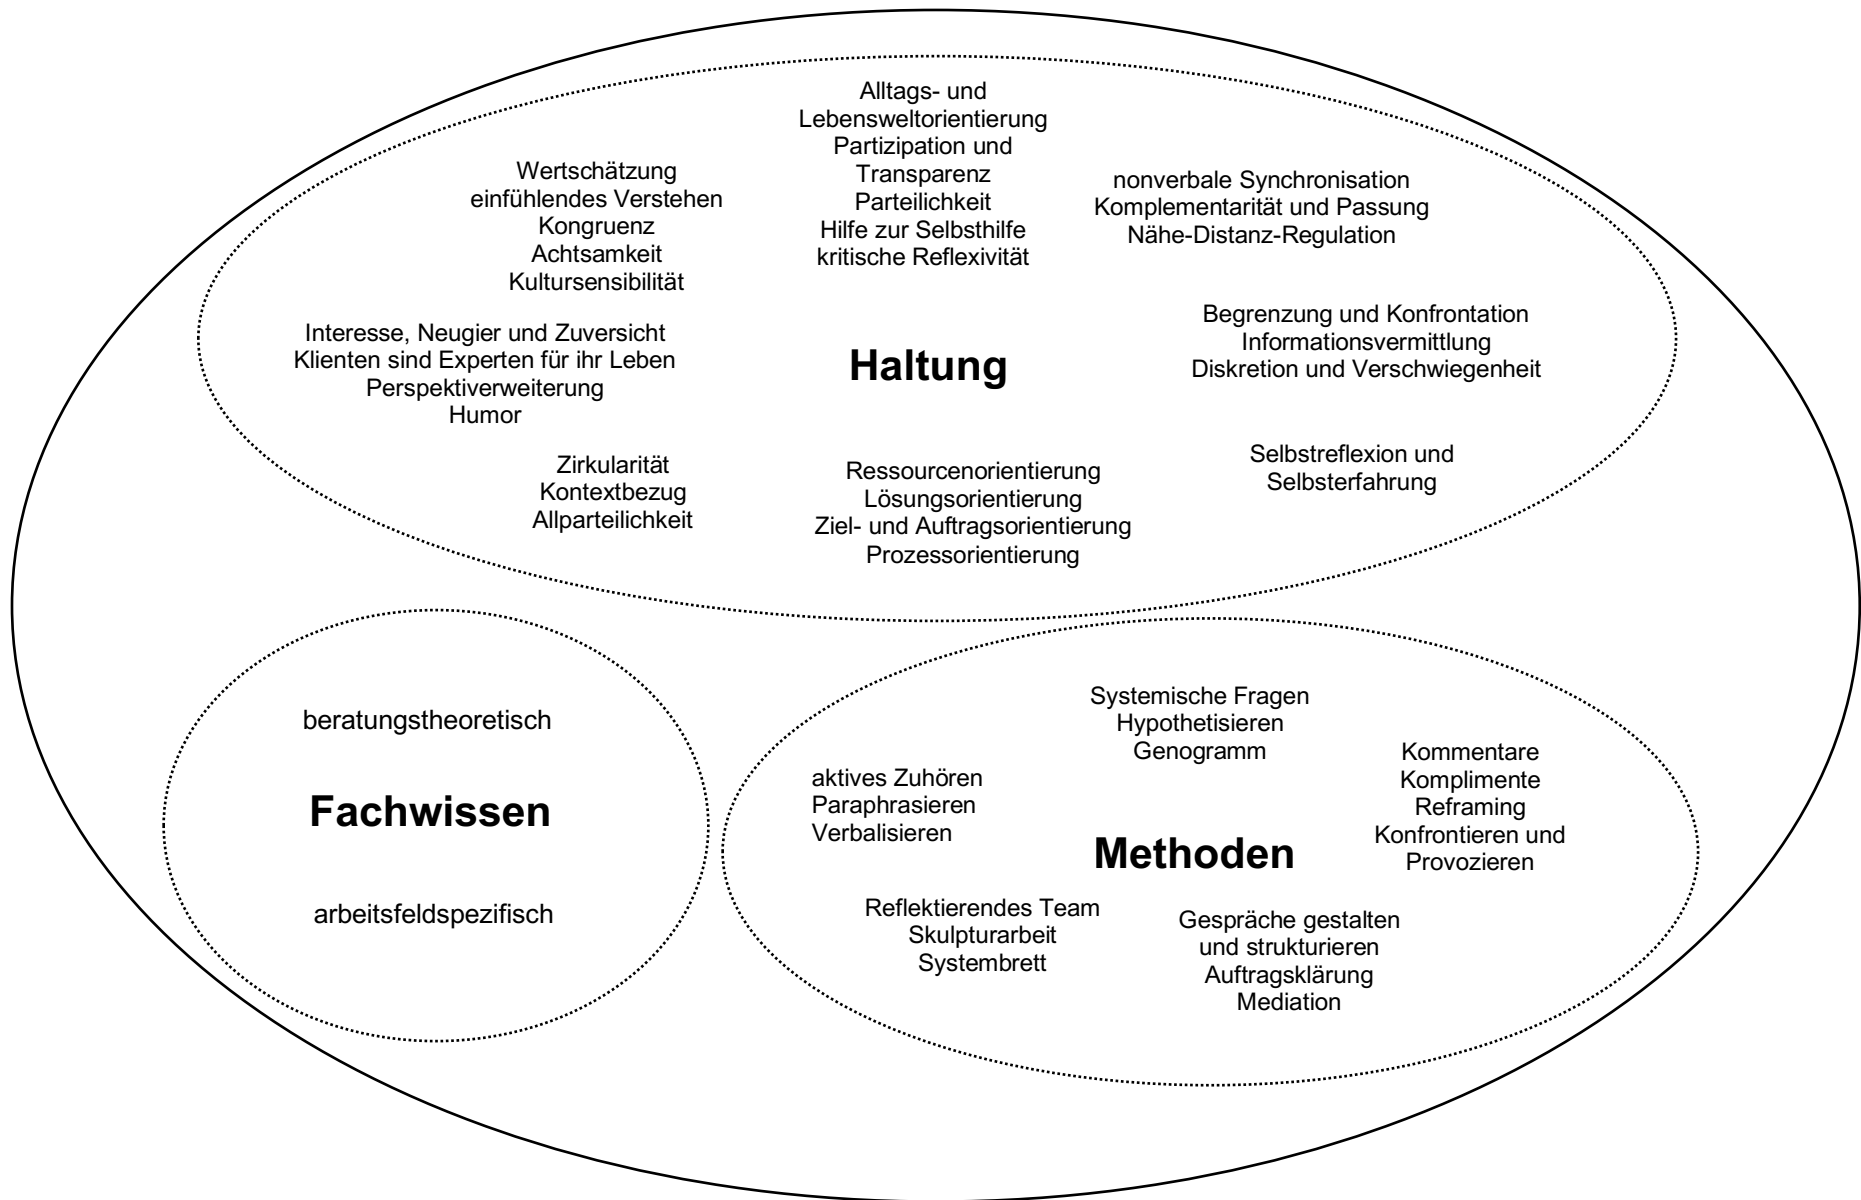 Alltags- und
Lebensweltorientierung
Partizipation und
Transparenz
Parteilichkeit
Hilfe zur Selbsthilfe
kritische Reflexivität
Wertschätzung
einfühlendes Verstehen
Kongruenz
Achtsamkeit
Kultursensibilität
nonverbale Synchronisation
Komplementarität und Passung
Nähe-Distanz-Regulation
Interesse, Neugier und Zuversicht
Klienten sind Experten für ihr Leben
Perspektiverweiterung
Humor
Haltung
Begrenzung und Konfrontation
Informationsvermittlung
Diskretion und Verschwiegenheit
Zirkularität
Kontextbezug
Allparteilichkeit
Ressourcenorientierung
Lösungsorientierung
Ziel- und Auftragsorientierung
Prozessorientierung
Selbstreflexion und
Selbsterfahrung
beratungstheoretisch
Fachwissen
arbeitsfeldspezifisch
Systemische Fragen
Hypothetisieren
Genogramm
aktives Zuhören
Paraphrasieren
Verbalisieren
Kommentare
Komplimente
Reframing
Konfrontieren und
Provozieren
Methoden
Reflektierendes Team
Skulpturarbeit
Systembrett
Gespräche gestalten
und strukturieren
Auftragsklärung
Mediation